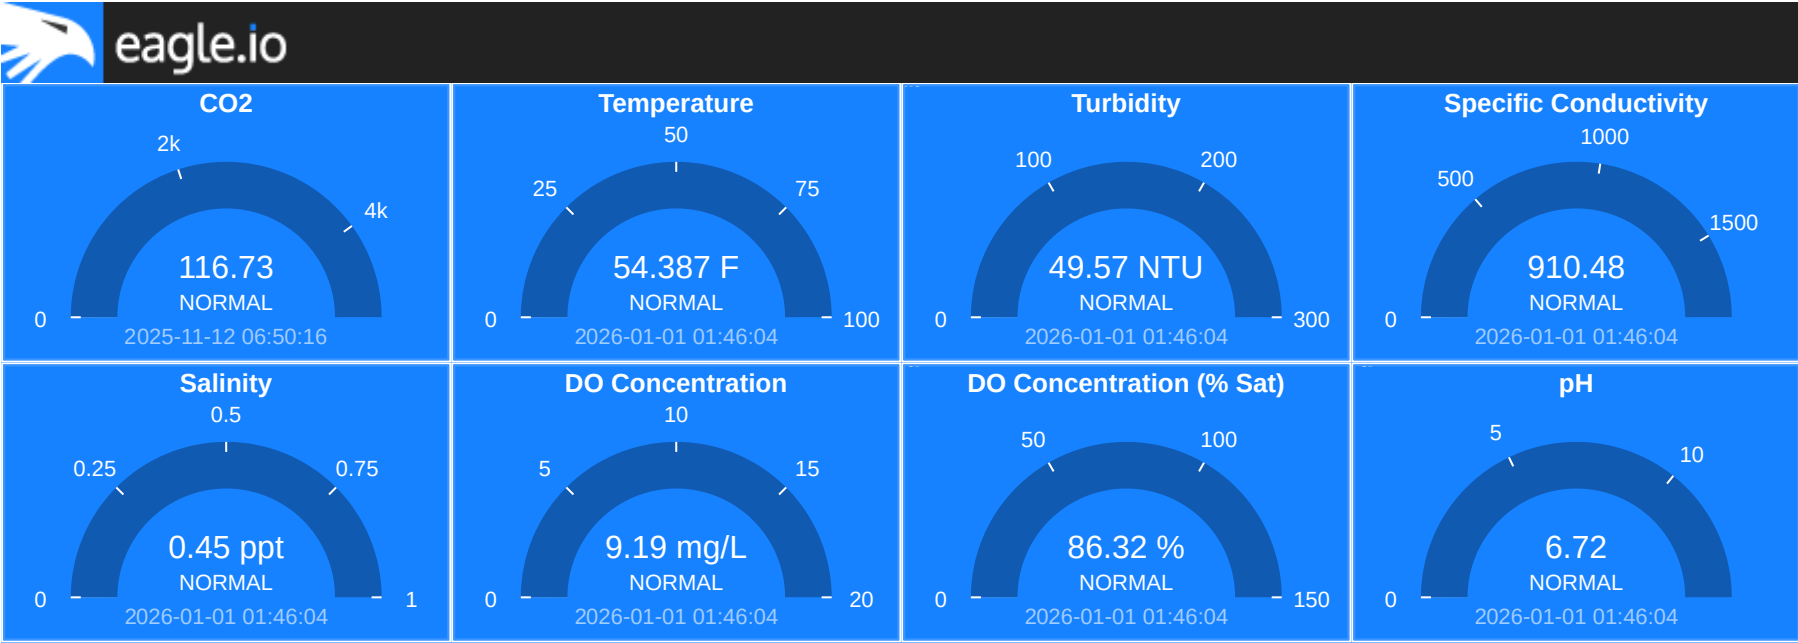 eagle.io
CO2
2k
4k
116.73
NORMAL
0
2025-11-12 06:50:16
Temperature
50
25
75
54.387 F
NORMAL
0
100
2026-01-01 01:46:04
Turbidity
100
200
49.57 NTU
NORMAL
0
300
2026-01-01 01:46:04
Specific Conductivity
1000
500
1500
910.48
NORMAL
0
2026-01-01 01:46:04
Salinity
0.5
0.25
0.75
0.45 ppt
NORMAL
0
1
2026-01-01 01:46:04
DO Concentration
10
5
15
9.19 mg/L
NORMAL
0
20
2026-01-01 01:46:04
DO Concentration (% Sat)
50
100
86.32 %
NORMAL
0
150
2026-01-01 01:46:04
pH
5
10
6.72
NORMAL
0
2026-01-01 01:46:04